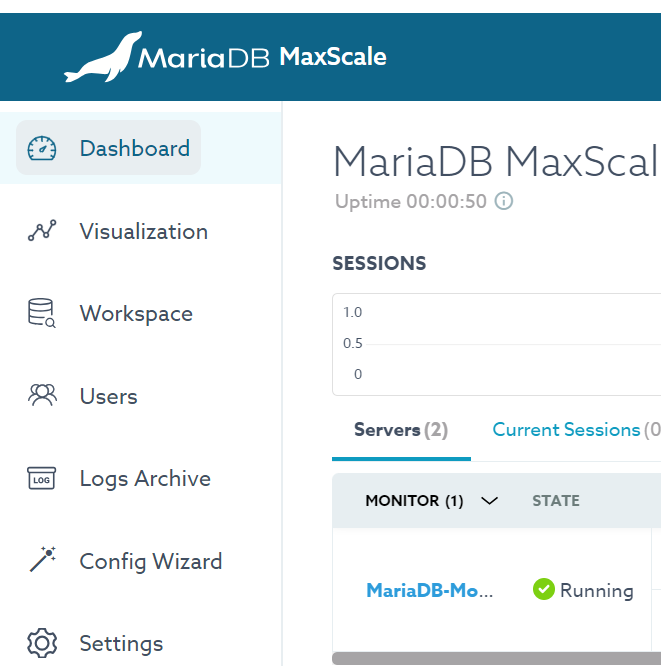 MariaDB MaxScale
Dashboard
Visualization
Workspace
Users
LOG
Logs Archive
Config Wizard
Settings
MariaDB MaxScal
Uptime 00:00:50
SESSIONS
1.0
0.5
0
Servers (2) Current Sessions (0
MONITOR (1) STATE
MariaDB-Mo... Running